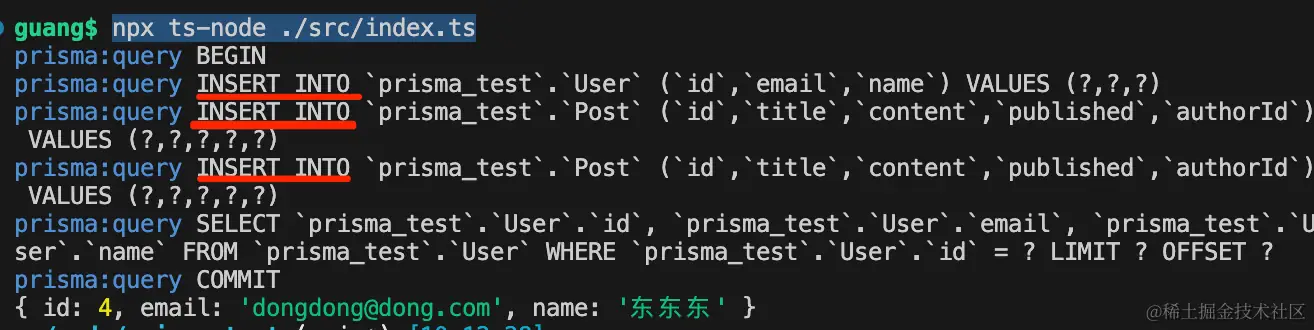 guang$ npx ts-node ./src/index.ts
prisma:query BEGIN
prisma:query INSERT INTO `prisma_test`.`User` (`id`,`email`,`name`) VALUES (?,?,?)
prisma:query INSERT INTO `prisma_test`.`Post` (`id`,`title`,`content`,`published`,`authorId`)
VALUES (?,?,?,?,?)
prisma:query INSERT INTO `prisma_test`.`Post` (`id`,`title`,`content`,`published`,`authorId`)
VALUES (?,?,?,?,?)
prisma:query SELECT `prisma_test`.`User`.`id`, `prisma_test`.`User`.`email`, `prisma_test`.`U
ser`.`name` FROM `prisma_test`.`User` WHERE `prisma_test`.`User`.`id` = ? LIMIT ? OFFSET ?
prisma:query COMMIT
{ id: 4, email: 'dongdong@dong.com', name: '东东东' }
@稀土掘金技术社区